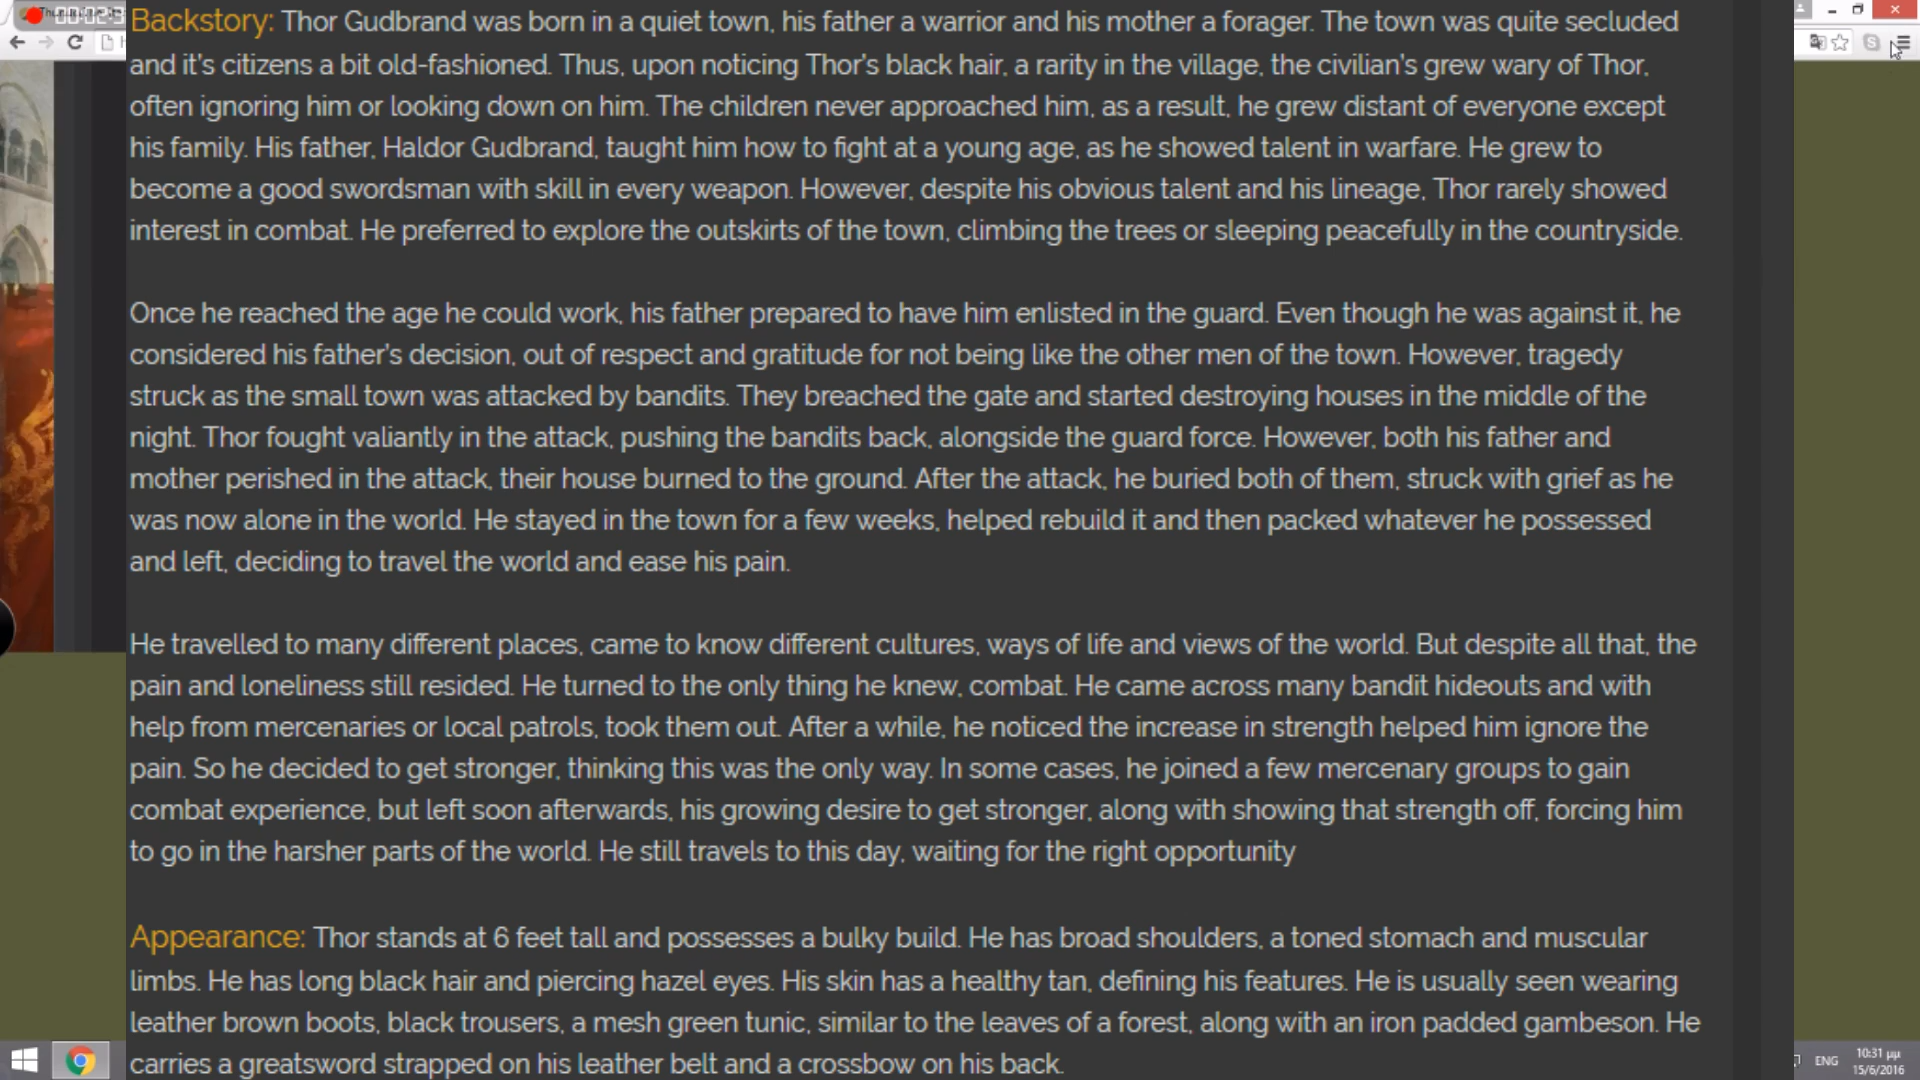 Backstory: Thor Gudbrand was born in a quiet town, his father a warrior and his mother a forager. The town was quite secluded
and it's citizens a bit old-fashioned. Thus, upon noticing Thor's black hair, a rarity in the village, the civilian's grew wary of Thor,
often ignoring him or looking down on him. The children never approached him, as a result, he grew distant of everyone except
his family. His father, Haldor Gudbrand, taught him how to fight at a young age, as he showed talent in warfare. He grew to
become a good swordsman with skill in every weapon. However, despite his obvious talent and his lineage, Thor rarely showed
interest in combat. He preferred to explore the outskirts of the town, climbing the trees or sleeping peacefully in the countryside.
Once he reached the age he could work, his father prepared to have him enlisted in the guard. Even though he was against it, he
considered his father's decision, out of respect and gratitude for not being like the other men of the town. However, tragedy
struck as the small town was attacked by bandits. They breached the gate and started destroying houses in the middle of the
night. Thor fought valiantly in the attack, pushing the bandits back, alongside the guard force. However, both his father and
mother perished in the attack, their house burned to the ground. After the attack, he buried both of them, struck with grief as he
was now alone in the world. He stayed in the town for a few weeks, helped rebuild it and then packed whatever he possessed
and left, deciding to travel the world and ease his pain.
He travelled to many different places, came to know different cultures, ways of life and views of the world. But despite all that, the
pain and loneliness still resided. He turned to the only thing he knew, combat. He came across many bandit hideouts and with
help from mercenaries or local patrols, took them out. After a while, he noticed the increase in strength helped him ignore the
pain. So he decided to get stronger, thinking this was the only way. In some cases, he joined a few mercenary groups to gain
combat experience, but left soon afterwards, his growing desire to get stronger, along with showing that strength off, forcing him
to go in the harsher parts of the world. He still travels to this day, waiting for the right opportunity
Appearance: Thor stands at 6 feet tall and possesses a bulky build. He has broad shoulders, a toned stomach and muscular
limbs. He has long black hair and piercing hazel eyes. His skin has a healthy tan, defining his features. He is usually seen wearing
leather brown boots, black trousers, a mesh green tunic, similar to the leaves of a forest, along with an iron padded gambeson. He
carries a greatsword strapped on his leather belt and a crossbow on his back.
ENG
10:31 μμ
15/6/2016